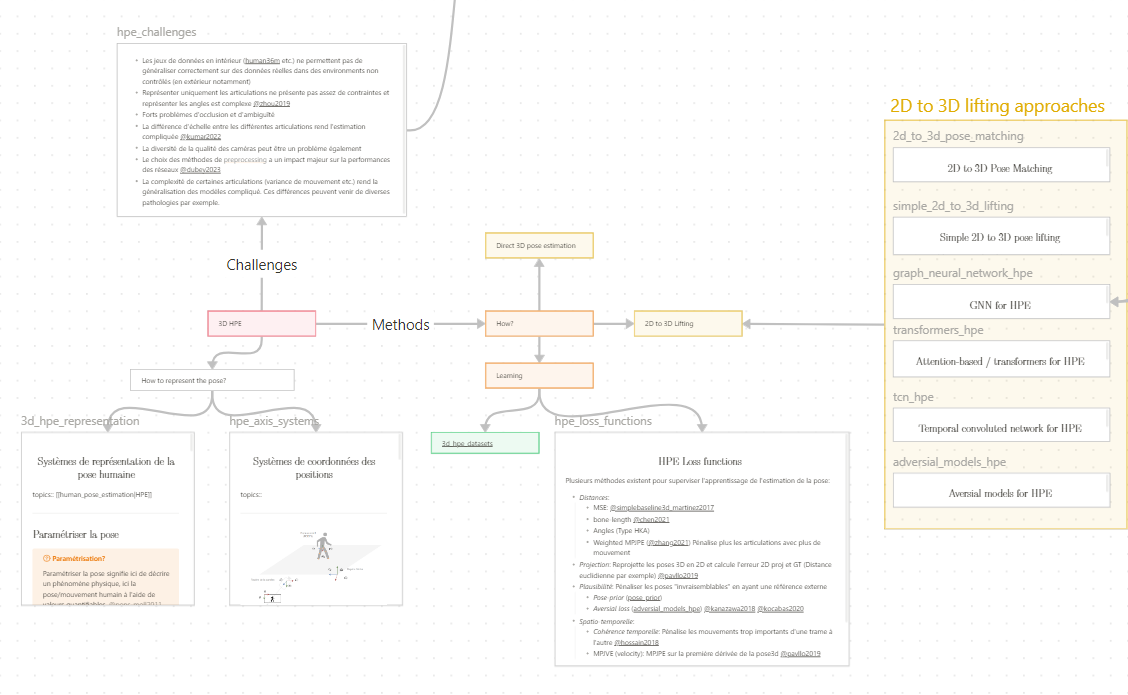 hpe_challenges
• Les jeux de données en intérieur (human36m etc.) ne permettent pas de
généraliser correctement sur des données réelles dans des environments non
contrôlés (en extérieur notamment)
• Représenter uniquement les articulations ne présente pas assez de contraintes et
représenter les angles est complexe @zhou2019
• Forts problèmes d'occlusion et d'ambiguïté
• La différence d'échelle entre les différentes articulations rend l'estimation
compliquée @kumar2022
• La diversité de la qualité des caméras peut être un problème également
• Le choix des méthodes de preprocessing a un impact majeur sur la performances
des réseaux @dubey2023
• La complexité de certaines articulations (variance de mouvement etc.) rend la
généralisation des modèles compliqué. Ces différences peuvent venir de diverses
pathologies par exemple.
Challenges
3D HPE
Methods
How?
Direct 3D pose estimation
2D to 3D Lifting
Learning
How to represent the pose?
3d_hpe_representation
Systèmes de représentation de la
pose humaine
topics:: [[human_pose_estimation|HPE]]
Paramétriser la pose
Paramétrisation?
Paramétriser la pose signifie ici de décrire
un phénomène physique, ici la
pose/mouvement humain à l'aide de
valeurs quantifiables
hpe_axis_systems
Systèmes de coordonnées des
positions
topics::
3d_hpe_datasets
hpe_loss_functions
HPE Loss functions
Plusieurs méthodes existent pour superviser l'apprentissage de l'estimation de la pose:
• Distances:
• MSE: @simplebaseline3d_martinez2017
• bone-length @chen2021
• Angles (Type HKA)
• Weighted MPJPE (@zhang2021) Pénalise plus les articulations avec plus de
mouvement
• Projection: Reprojette les poses 3D en 2D et calcule l'erreur 2D proj et GT (Distance
euclidienne par exemple) @pavllo2019
• Plausibilité: Pénaliser les poses "invraisemblables" en ayant une référence externe
• Pose-prior (pose_prior)
• Aversal loss (adversial_models_hpe) @kanazawa2018 @kocabas2020
• Spatio-temporelle:
• Cohérence temporelle: Pénalise les mouvements trop importants d'une trame à
l'autre @hossain2018
• MPJVE (velocity): MPJPE sur la première dérivée de la pose3d @pavllo2019
2D to 3D lifting approaches
2d_to_3d_pose_matching
2D to 3D Pose Matching
simple_2d_to_3d_lifting
Simple 2D to 3D pose lifting
graph_neural_network_hpe
GNN for HPE
transformers_hpe
Attention-based / transformers for HPE
tcn_hpe
Temporal convoluted network for HPE
adversial_models_hpe
Aversial models for HPE